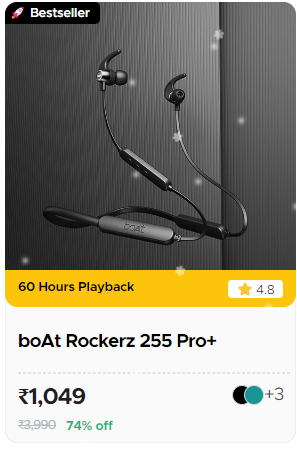 Bestseller
boAt
60 Hours Playback
4.8
boAt Rockerz 255 Pro+
₹1,049
+3
₹3,990 74% off